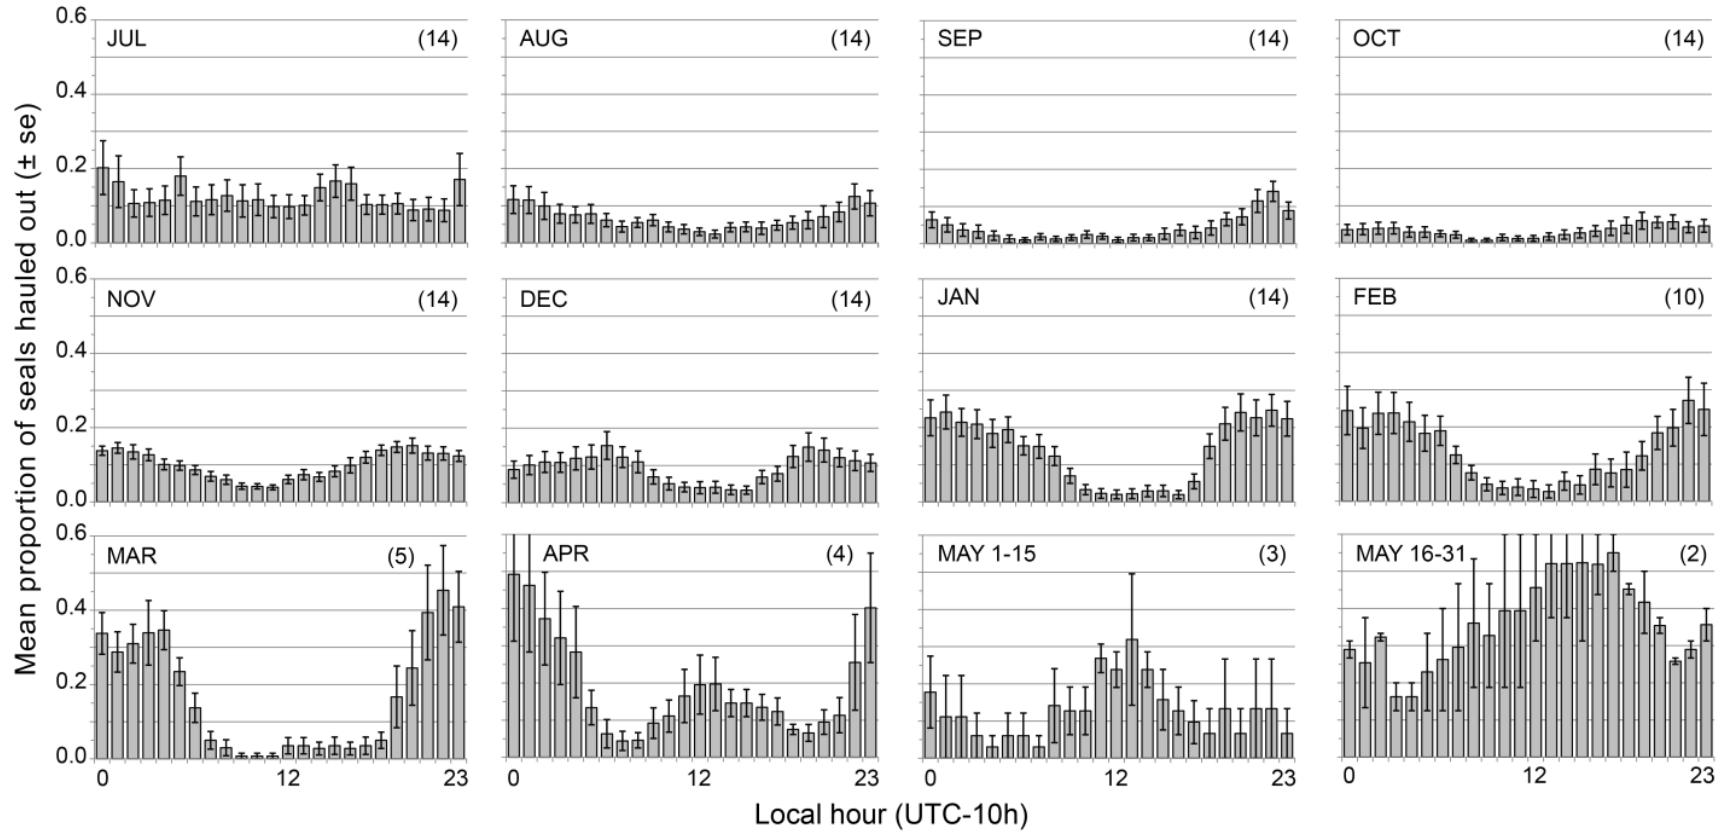 Mean proportion of seals hauled out (± se)
0.6
0.4
0.2
0.0
JUL (14)
AUG (14)
SEP (14)
OCT (14)
0.6
0.4
0.2
0.0
NOV (14)
DEC (14)
JAN (14)
FEB (10)
0.6
0.4
0.2
0.0
MAR (5)
APR (4)
MAY 1-15 (3)
MAY 16-31 (2)
0 12 23
0 12 23
0 12 23
0 12 23
Local hour (UTC-10h)